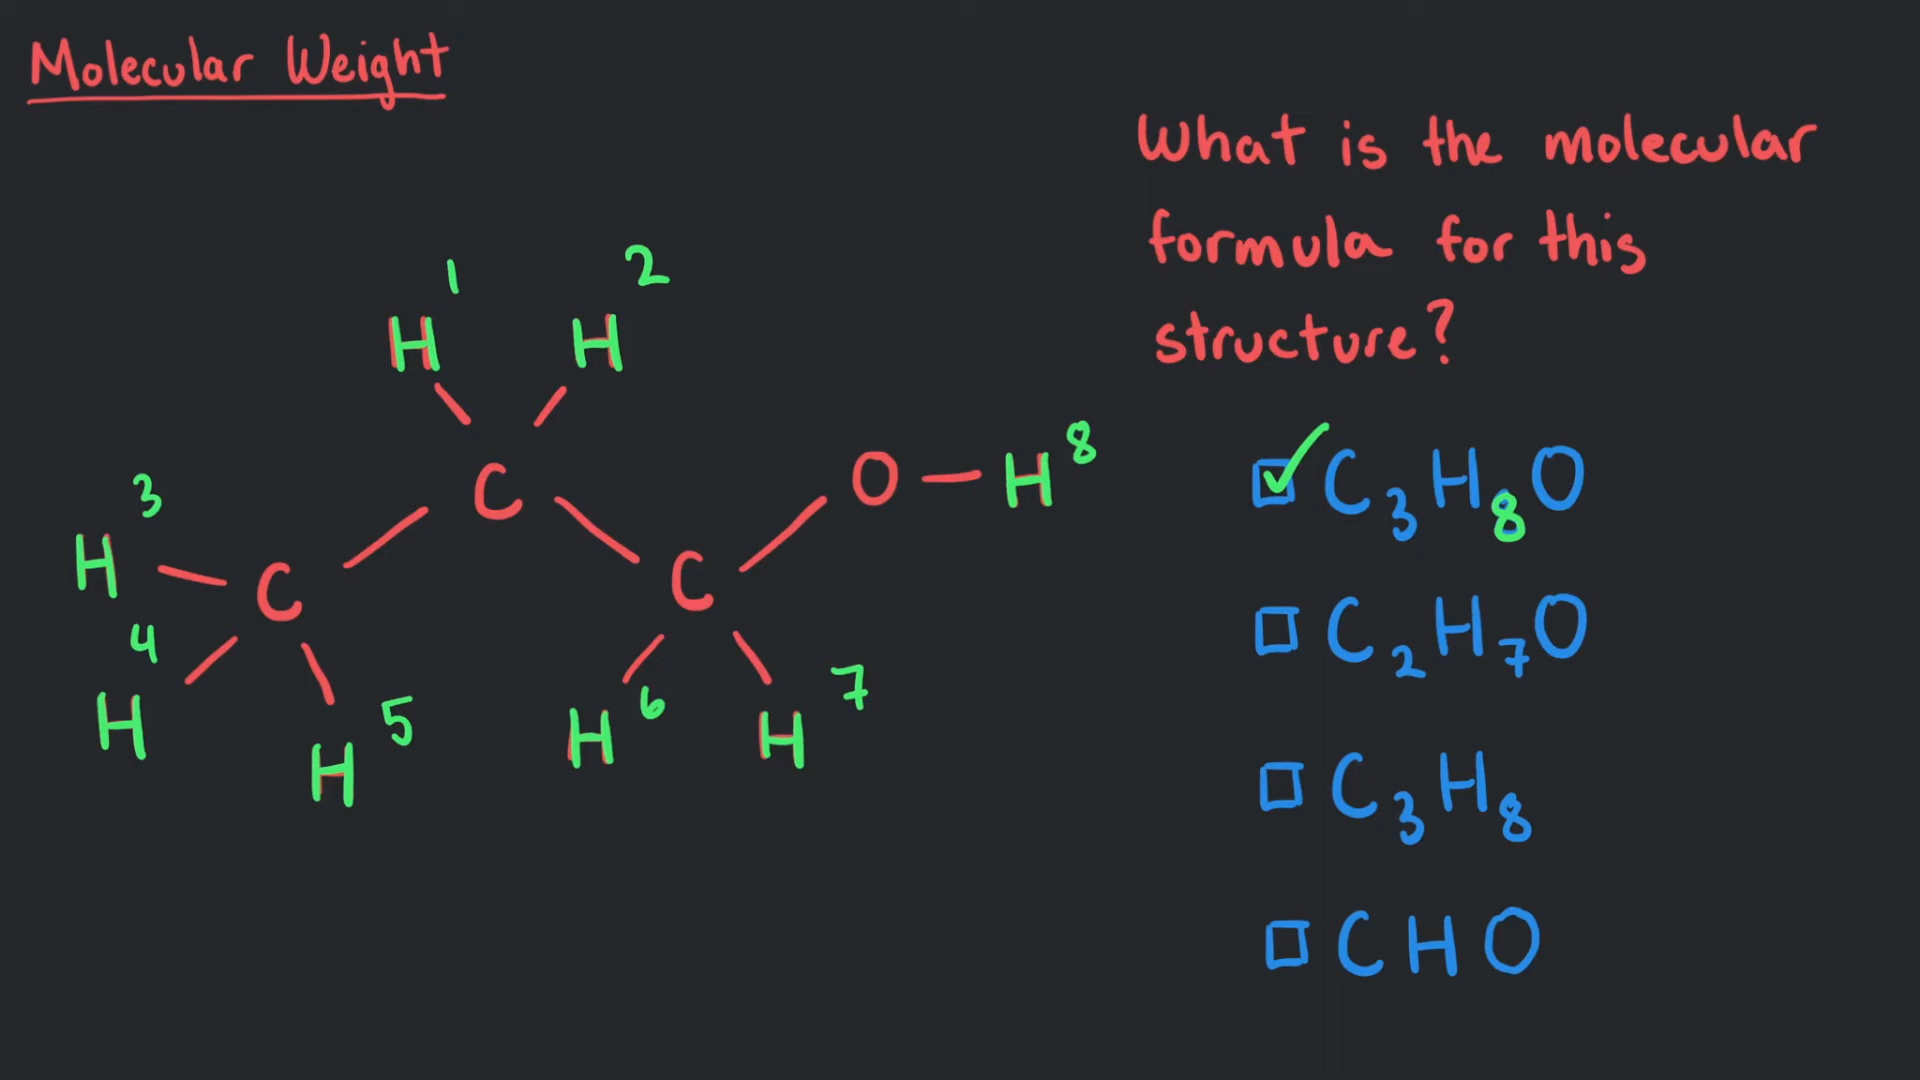 Molecular Weight
What is the molecular
formula for this
structure?
1 2
H H
3 C O H 8
H C C
4 H H 5 H 6 H 7
C3H8O
C2H7O
C3H8
CHO